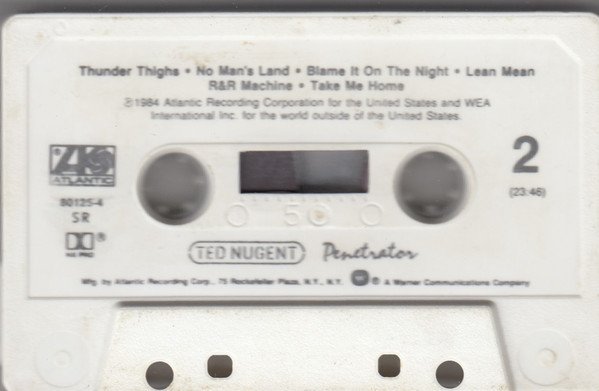 Thunder Thighs • No Man's Land • Blame It On The Night • Lean Mean
R&R Machine • Take Me Home
Ⓟ1984 Atlantic Recording Corporation for the United States and WEA
International Inc. for the world outside of the United States.
ATLANTIC
2
(23:46)
80125-4
SR
HX PRO
50
TED NUGENT Penetrator
Mfg. by Atlantic Recording Corp., 75 Rockefeller Plaza, N.Y., N.Y. ® A Warner Communications Company